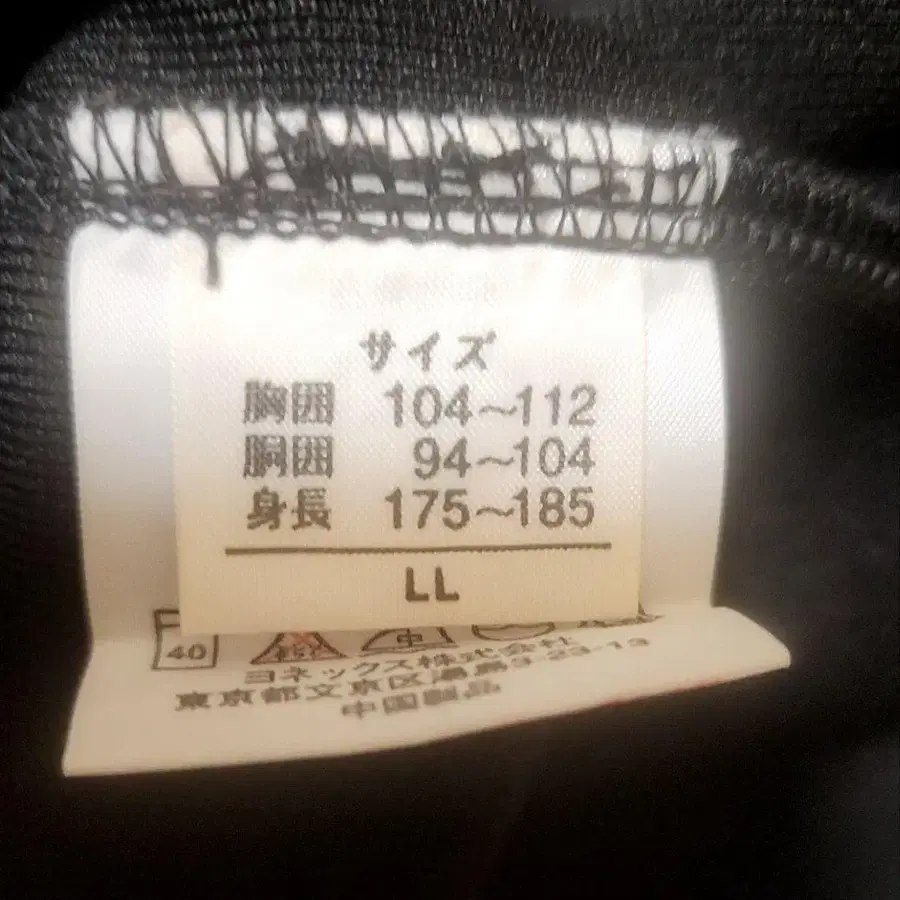 サイズ
胸囲 104～112
胴囲 94～104
身長 175～185
LL
40 中
ヨネックス株式会社
東京都文京区湯島3-23-13
中国製品